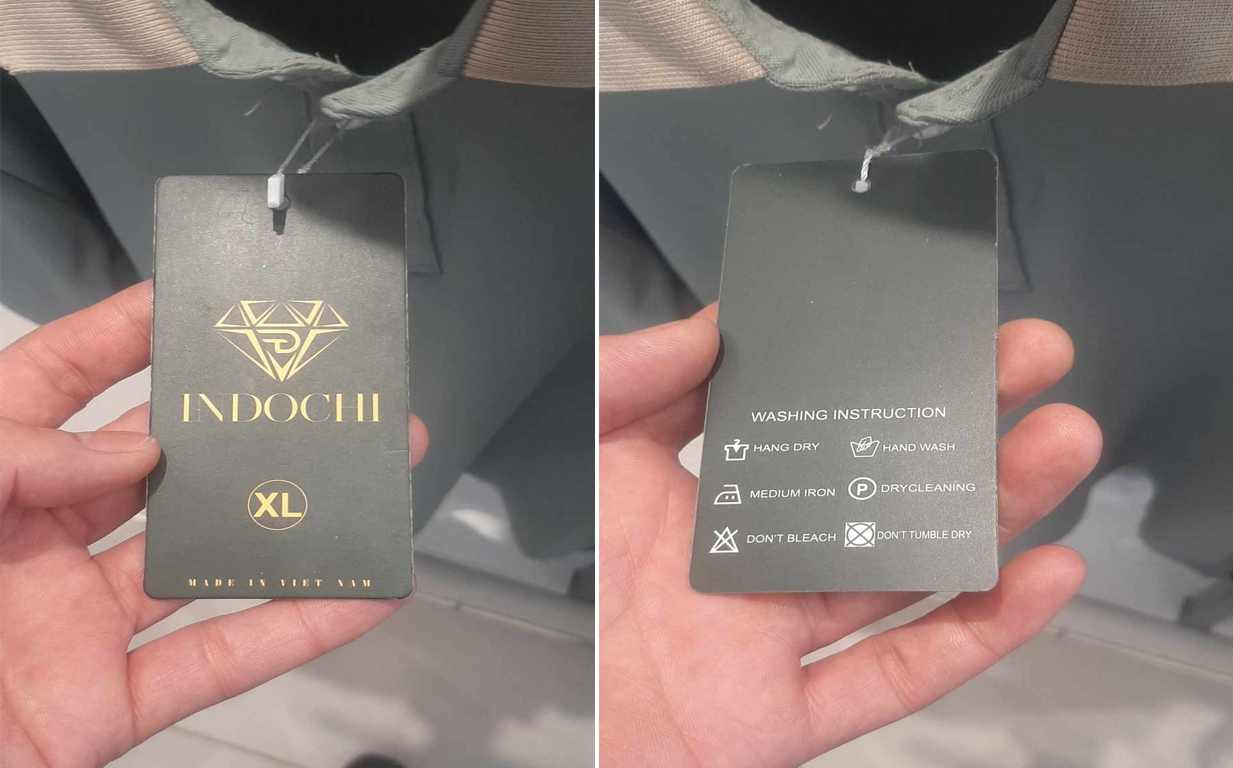 INDOCHI
XL
MADE IN VIET NAM
WASHING INSTRUCTION
HANG DRY HAND WASH
MEDIUM IRON P DRYCLEANING
DON'T BLEACH DON'T TUMBLE DRY